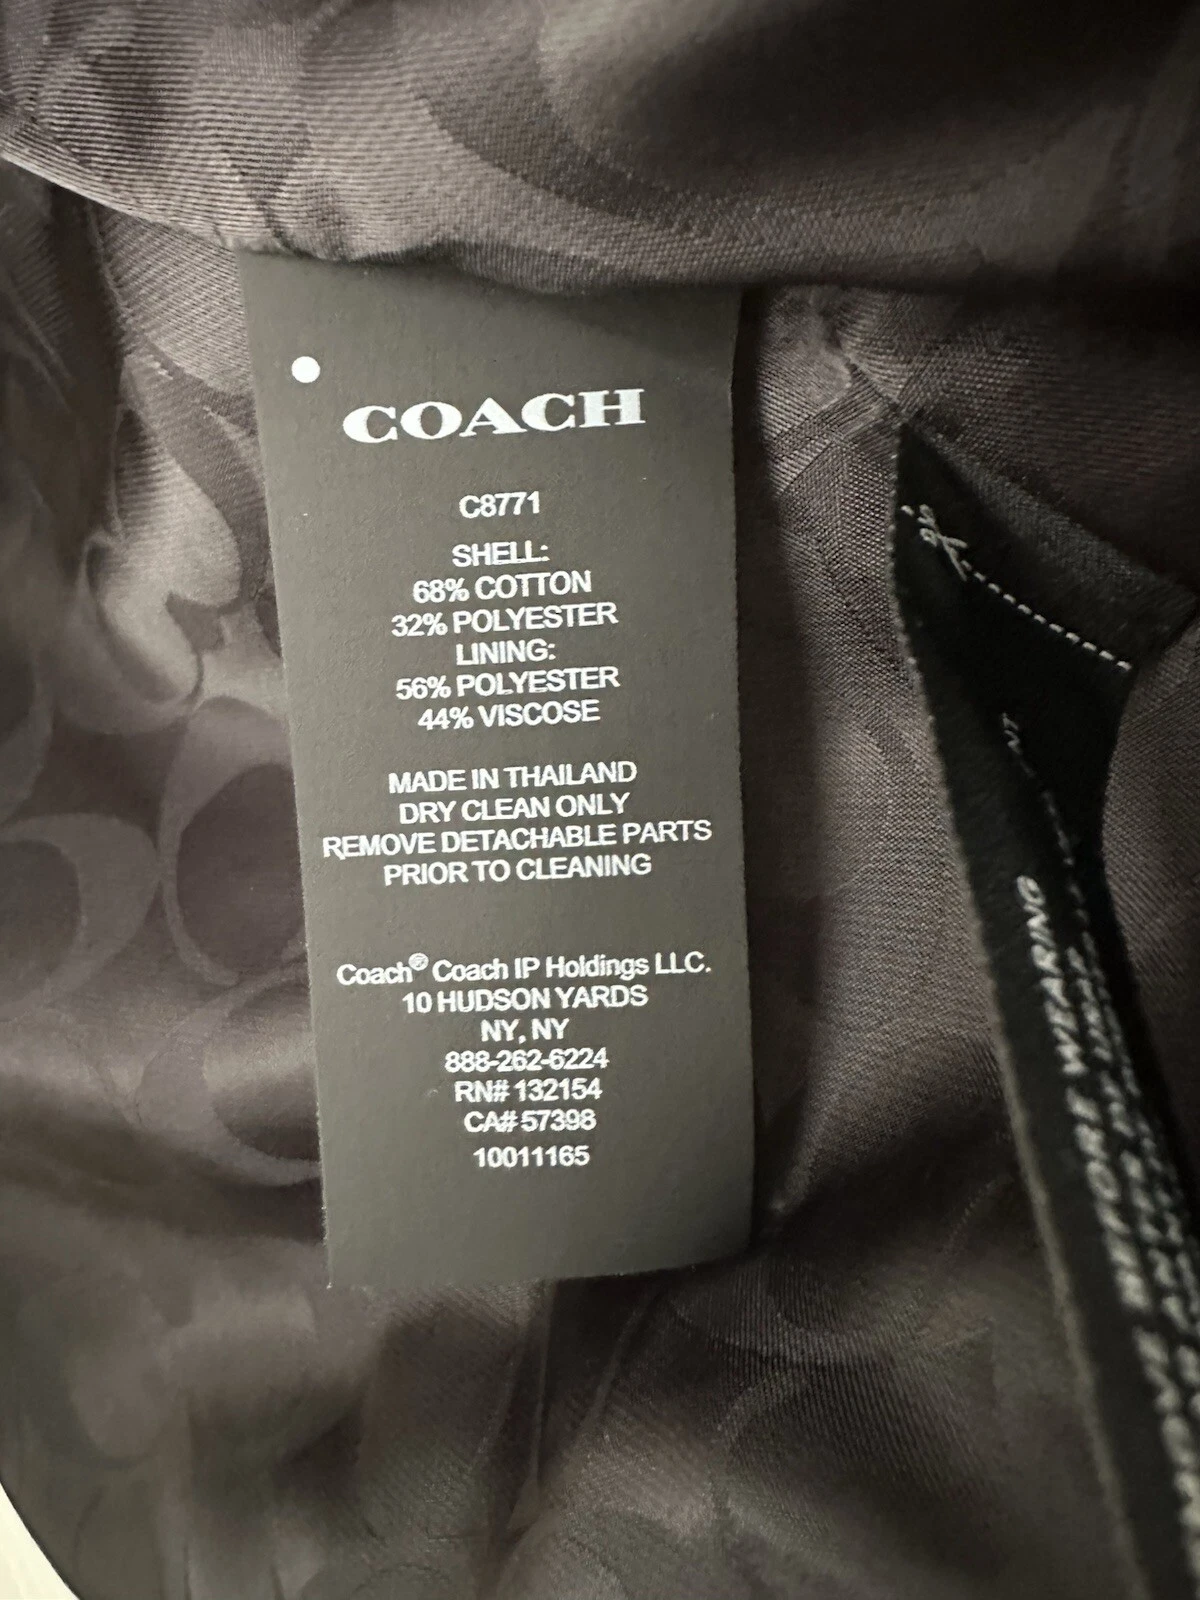 COACH
C8771
SHELL:
68% COTTON
32% POLYESTER
LINING:
56% POLYESTER
44% VISCOSE
MADE IN THAILAND
DRY CLEAN ONLY
REMOVE DETACHABLE PARTS
PRIOR TO CLEANING
Coach® Coach IP Holdings LLC.
10 HUDSON YARDS
NY, NY
888-262-6224
RN# 132154
CA# 57398
10011165
BEFORE WEARING